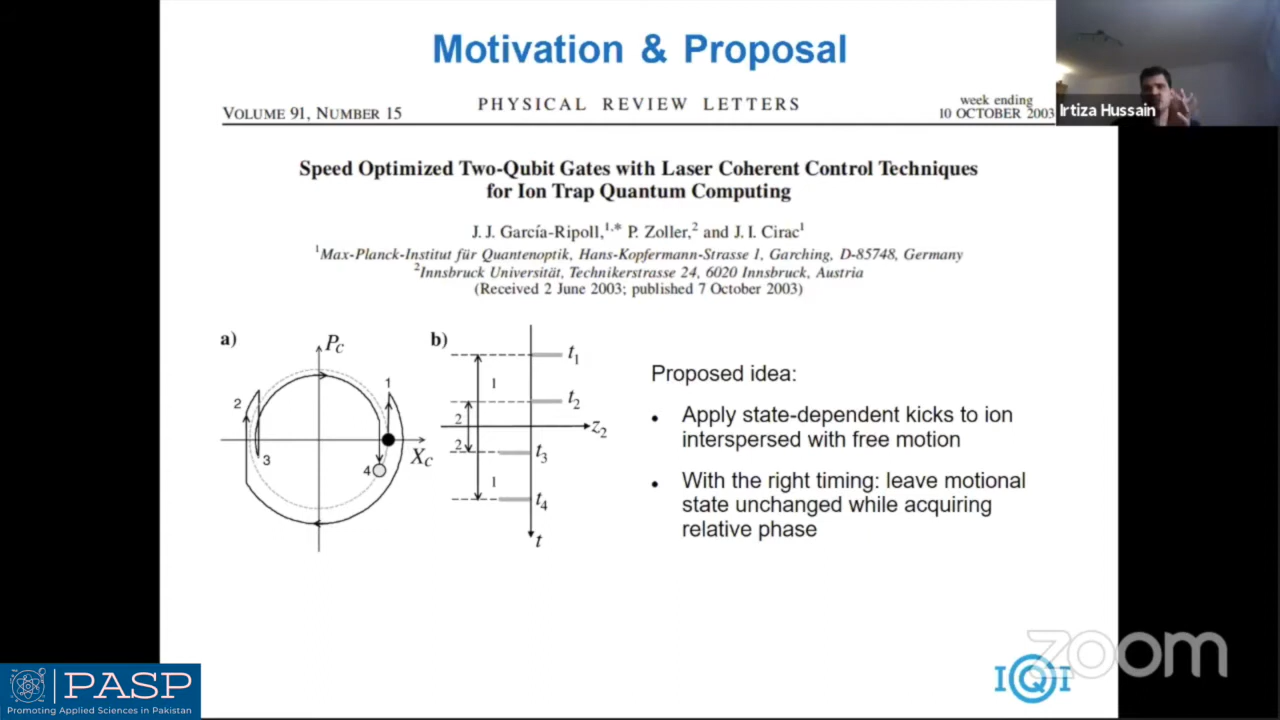 Motivation & Proposal
VOLUME 91, NUMBER 15
PHYSICAL REVIEW LETTERS
week ending
10 OCTOBER 2003
Irtiza Hussain
Speed Optimized Two-Qubit Gates with Laser Coherent Control Techniques
for Ion Trap Quantum Computing
J. J. García-Ripoll,¹,* P. Zoller,² and J. I. Cirac¹
¹Max-Planck-Institut für Quantenoptik, Hans-Kopfermann-Strasse 1, Garching, D-85748, Germany
²Innsbruck Universität, Technikerstrasse 24, 6020 Innsbruck, Austria
(Received 2 June 2003; published 7 October 2003)
a)
Pc
1
2
3
4
Xc
b)
t1
1
t2
2
z2
2
t3
1
t4
t
Proposed idea:
• Apply state-dependent kicks to ion
interspersed with free motion
• With the right timing: leave motional
state unchanged while acquiring
relative phase
zoom
IQI
PASP
Promoting Applied Sciences in Pakistan